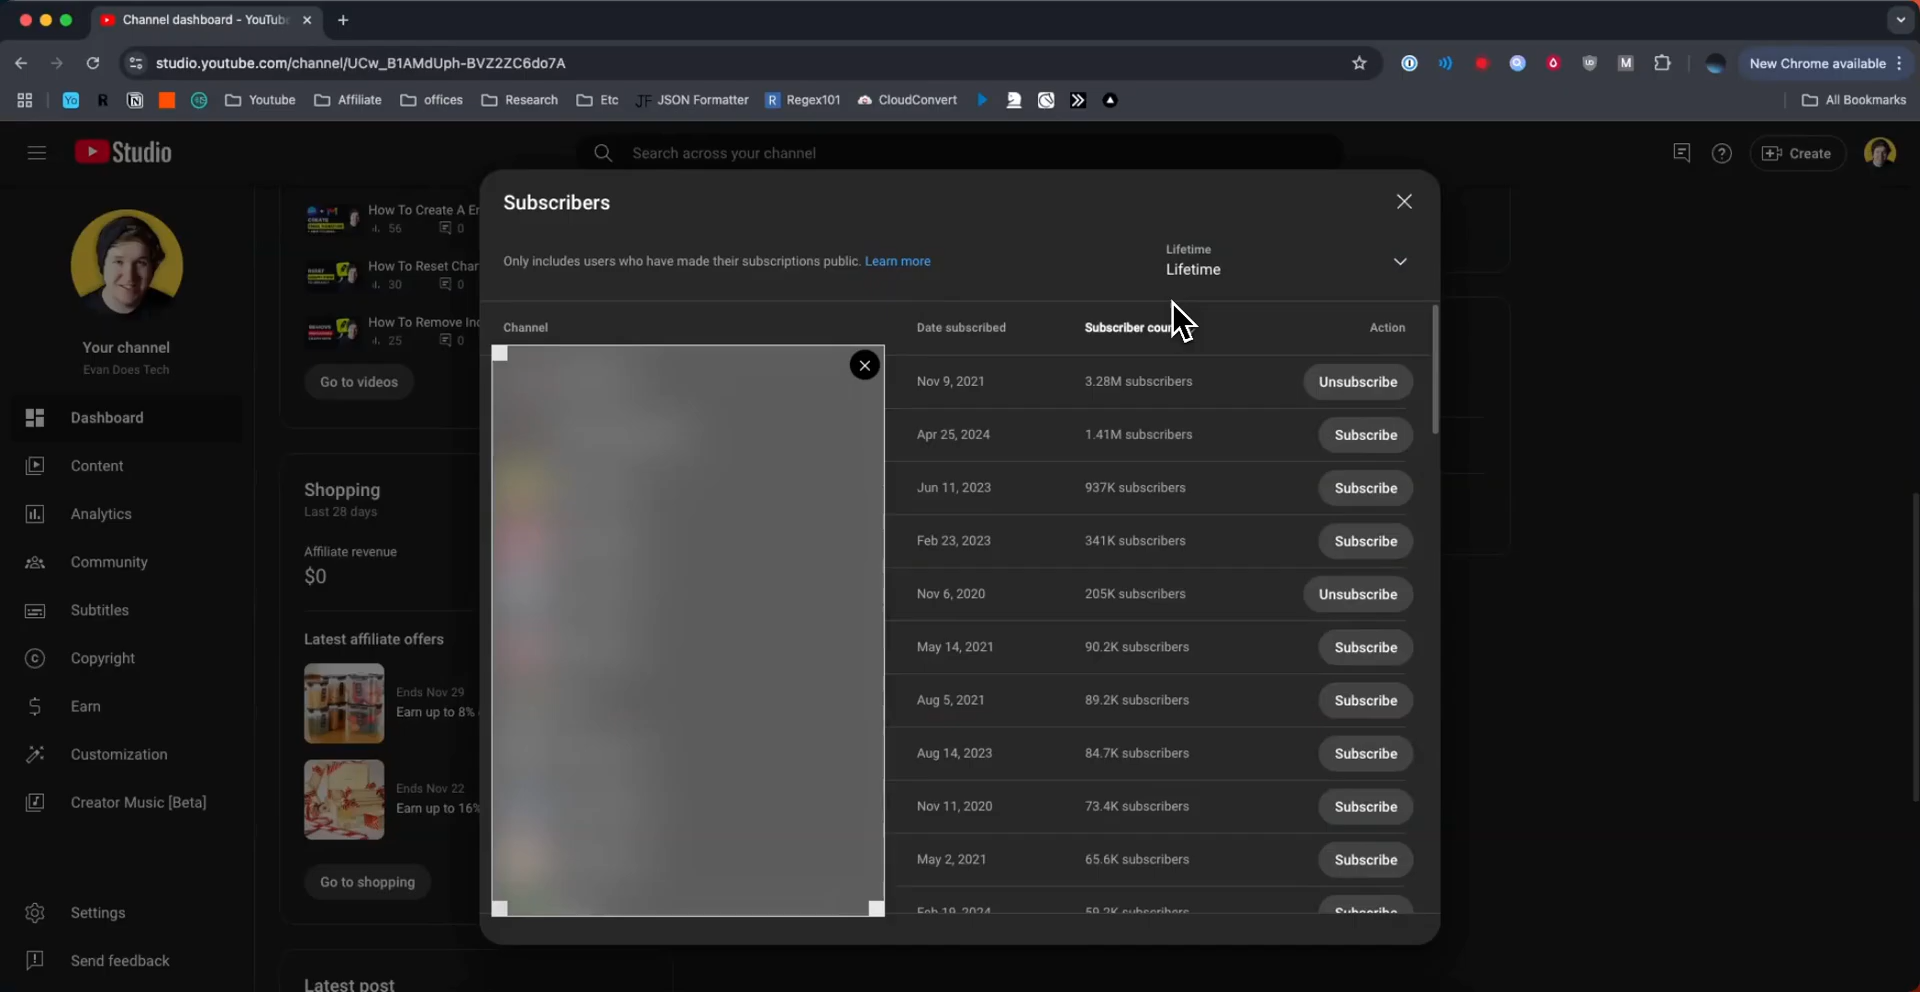 Channel dashboard - YouTube
studio.youtube.com/channel/UCw_B1AMdUph-BVZ2ZC6do7A
New Chrome available
Youtube
Affiliate
offices
Research
Etc
JSON Formatter
Regex101
CloudConvert
All Bookmarks
Studio
Search across your channel
Create
Your channel
Evan Does Tech
Dashboard
Content
Analytics
Community
Subtitles
Copyright
Earn
Customization
Creator Music [Beta]
Settings
Send feedback
How To Create A
56
0
How To Reset
30
0
How To Remove
25
0
Go to videos
Shopping
Last 28 days
Affiliate revenue
$0
Latest affiliate offers
Ends Nov 29
Earn up to 8%
Ends Nov 22
Earn up to 16%
Go to shopping
Latest post
Subscribers
Only includes users who have made their subscriptions public. Learn more
Lifetime
Lifetime
Channel Date subscribed Subscriber Action
Nov 9, 2021 3.28M subscribers Unsubscribe
Apr 25, 2024 1.41M subscribers Subscribe
Jun 11, 2023 937K subscribers Subscribe
Feb 23, 2023 341K subscribers Subscribe
Nov 6, 2020 205K subscribers Unsubscribe
May 14, 2021 90.2K subscribers Subscribe
Aug 5, 2021 89.2K subscribers Subscribe
Aug 14, 2023 84.7K subscribers Subscribe
Nov 11, 2020 73.4K subscribers Subscribe
May 2, 2021 65.6K subscribers Subscribe
Feb 19, 2024 59.2K subscribers Subscribe